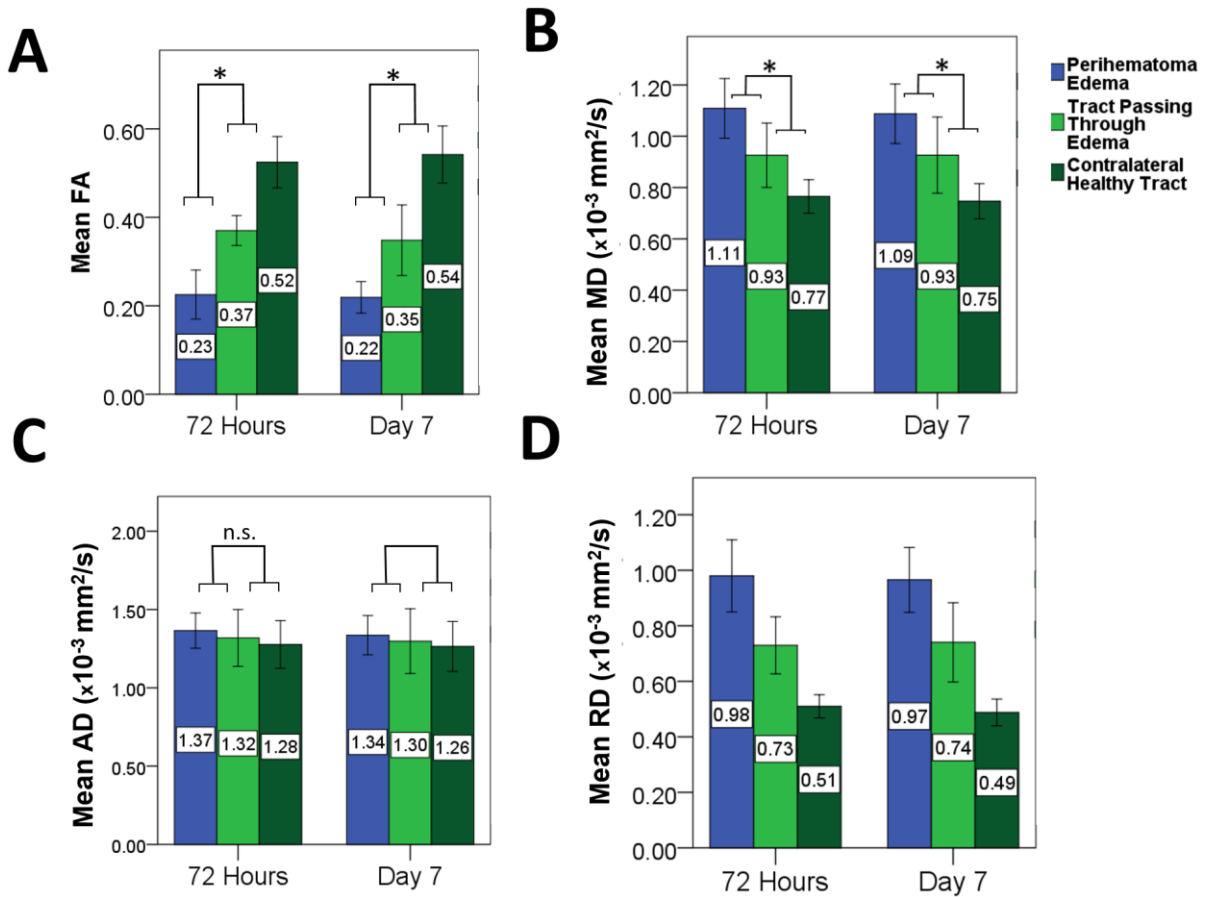 A
Mean FA
0.60
0.40
0.20
0.00
*
*
0.23
0.37
0.52
0.22
0.35
0.54
72 Hours
Day 7
B
Mean MD (x10⁻³ mm²/s)
1.20
1.00
0.80
0.60
0.40
0.20
0.00
*
*
1.11
0.93
0.77
1.09
0.93
0.75
72 Hours
Day 7
Perihematoma
Edema
Tract Passing
Through
Edema
Contralateral
Healthy Tract
C
Mean AD (x10⁻³ mm²/s)
2.00
1.50
1.00
0.50
0.00
n.s.
1.37
1.32
1.28
1.34
1.30
1.26
72 Hours
Day 7
D
Mean RD (x10⁻³ mm²/s)
1.20
1.00
0.80
0.60
0.40
0.20
0.00
0.98
0.73
0.51
0.97
0.74
0.49
72 Hours
Day 7